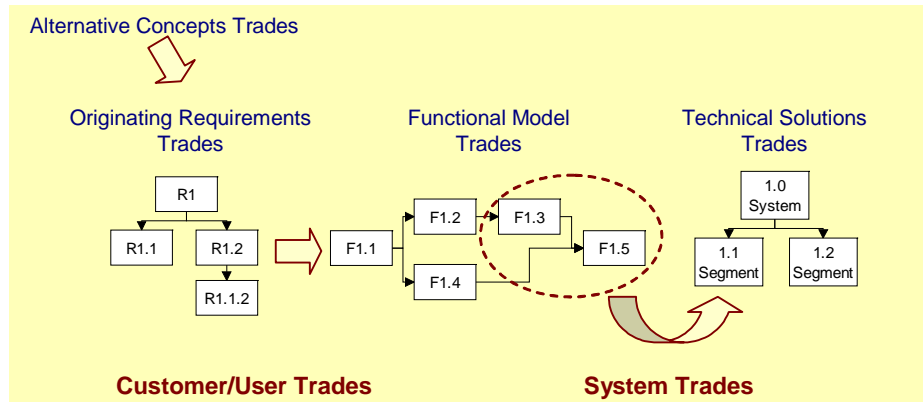 Alternative Concepts Trades
Originating Requirements
Trades
Functional Model
Trades
Technical Solutions
Trades
R1
R1.1
R1.2
R1.1.2
F1.1
F1.2
F1.3
F1.4
F1.5
1.0
System
1.1
Segment
1.2
Segment
Customer/User Trades
System Trades